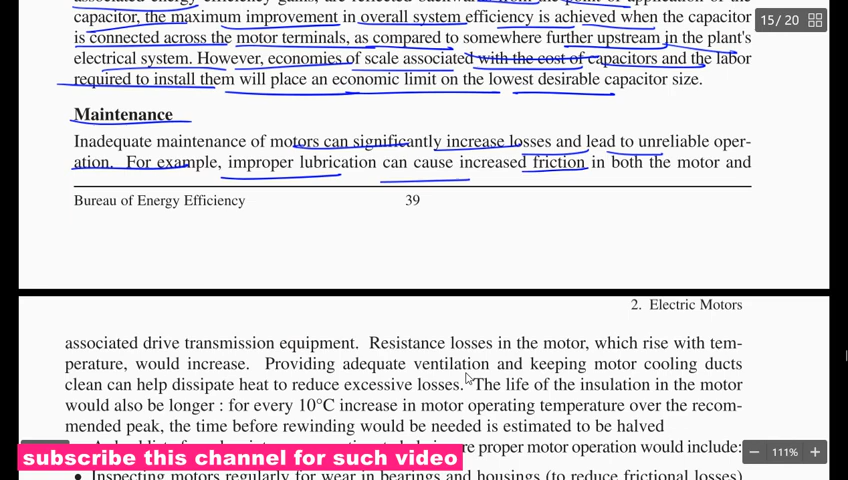 capacitor, the maximum improvement in overall system efficiency is achieved when the capacitor
is connected across the motor terminals, as compared to somewhere further upstream in the plant's
electrical system. However, economies of scale associated with the cost of capacitors and the labor
required to install them will place an economic limit on the lowest desirable capacitor size.
Maintenance
Inadequate maintenance of motors can significantly increase losses and lead to unreliable oper-
ation. For example, improper lubrication can cause increased friction in both the motor and
Bureau of Energy Efficiency 39
15 / 20
2. Electric Motors
associated drive transmission equipment. Resistance losses in the motor, which rise with tem-
perature, would increase. Providing adequate ventilation and keeping motor cooling ducts
clean can help dissipate heat to reduce excessive losses. The life of the insulation in the motor
would also be longer : for every 10°C increase in motor operating temperature over the recom-
mended peak, the time before rewinding would be needed is estimated to be halved
re proper motor operation would include:
111%
subscribe this channel for such video
Inspecting motors regularly for wear in bearings and housings (to reduce frictional losses)